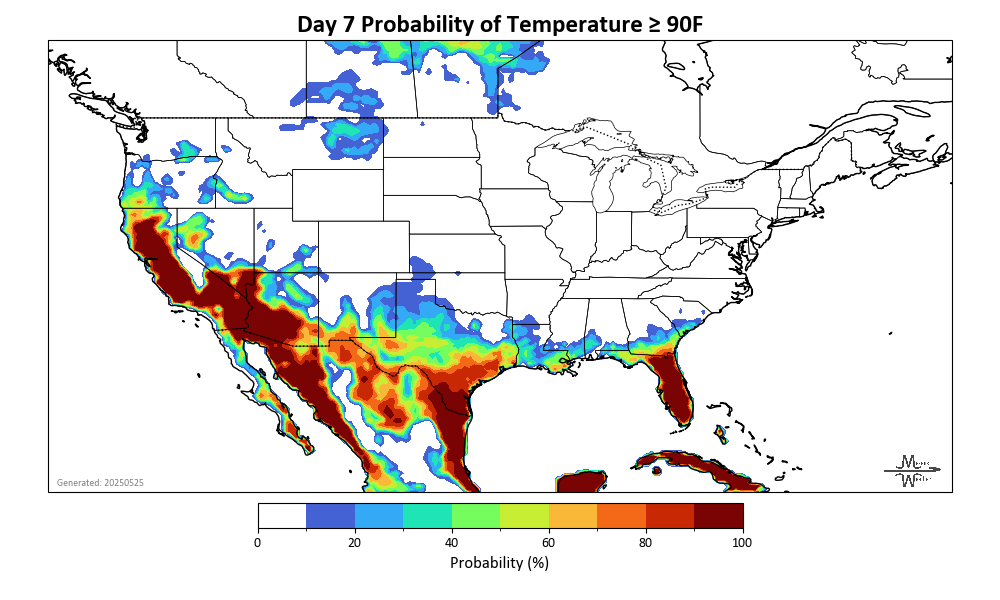 Day 7 Probability of Temperature ≥ 90F
Generated: 20250525
0 20 40 60 80 100
Probability (%)